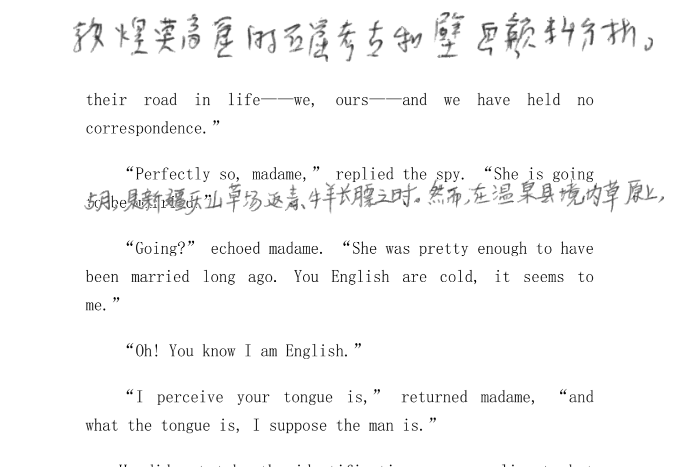 敦煌莫高窟的石窟考古和壁画颜料分析。
their road in life——we, ours——and we have held no
correspondence.”
“Perfectly so, madame,” replied the spy. “She is going
5月,是新疆天山草场返青、牛羊长膘之时。然而,在温泉县境内草原上,
to be married.”
“Going?” echoed madame. “She was pretty enough to have
been married long ago. You English are cold, it seems to
me.”
“Oh! You know I am English.”
“I perceive your tongue is,” returned madame, “and
what the tongue is, I suppose the man is.”